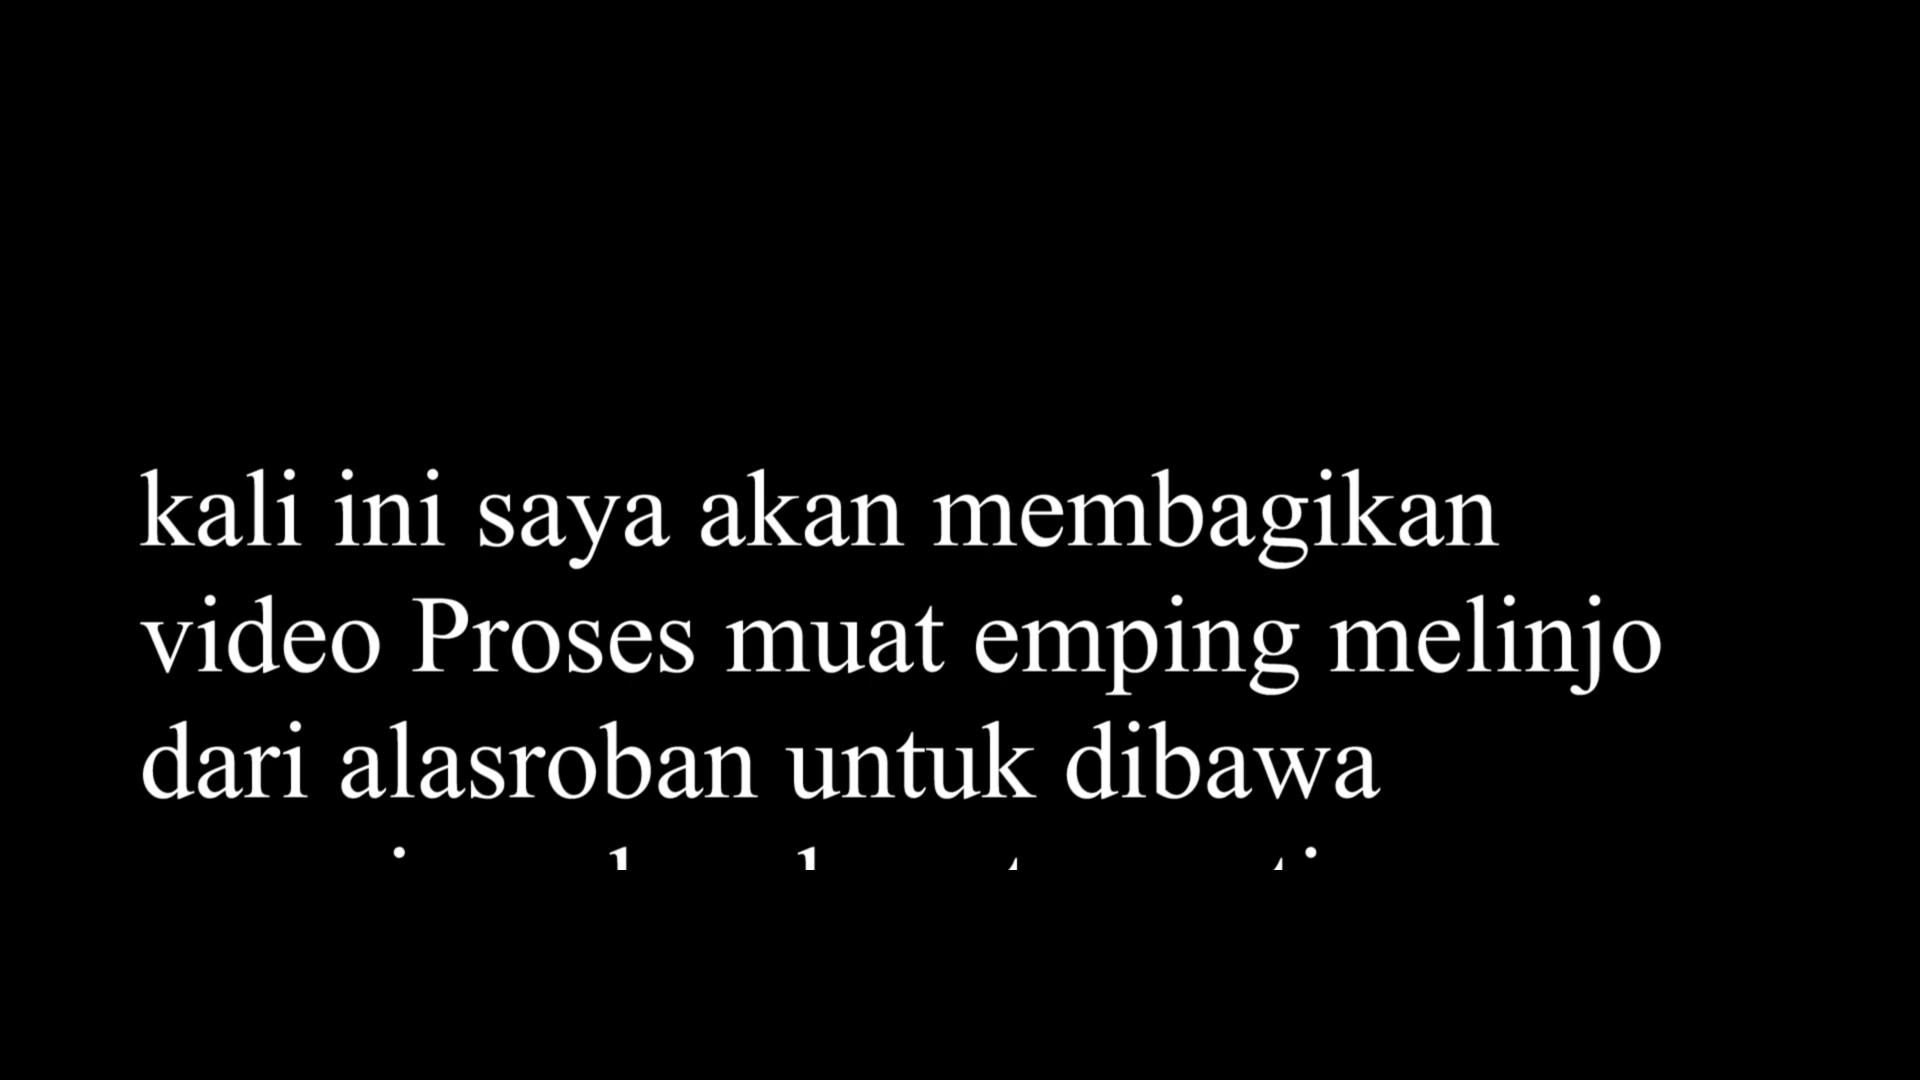 kali ini saya akan membagikan
video Proses muat emping melinjo
dari alasroban untuk dibawa